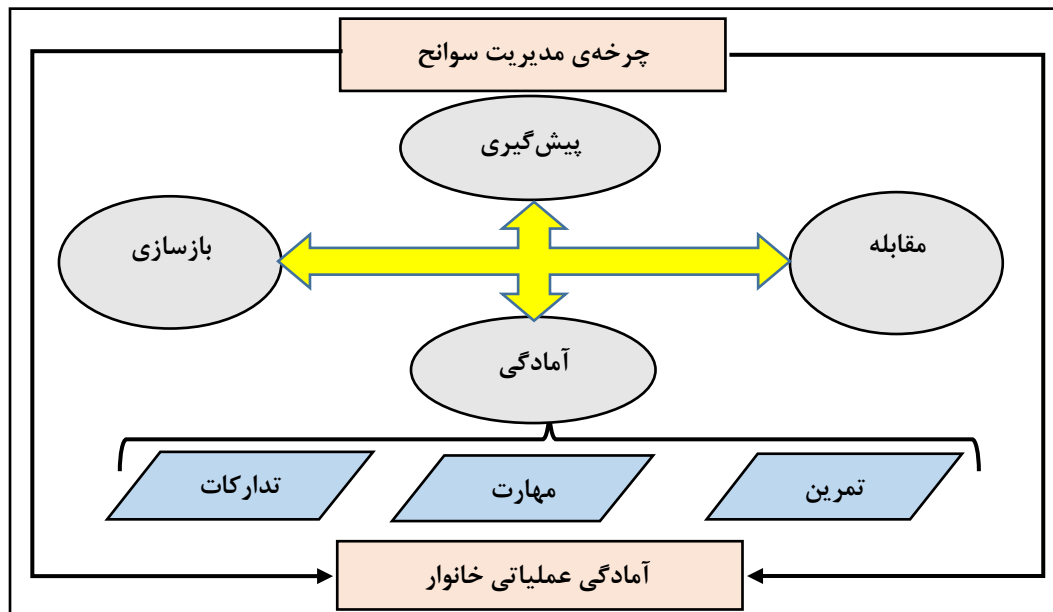 چرخه‌ی مدیریت سوانح
پیش‌گیری
مقابله
بازسازی
آمادگی
تمرین
مهارت
تدارکات
آمادگی عملیاتی خانوار